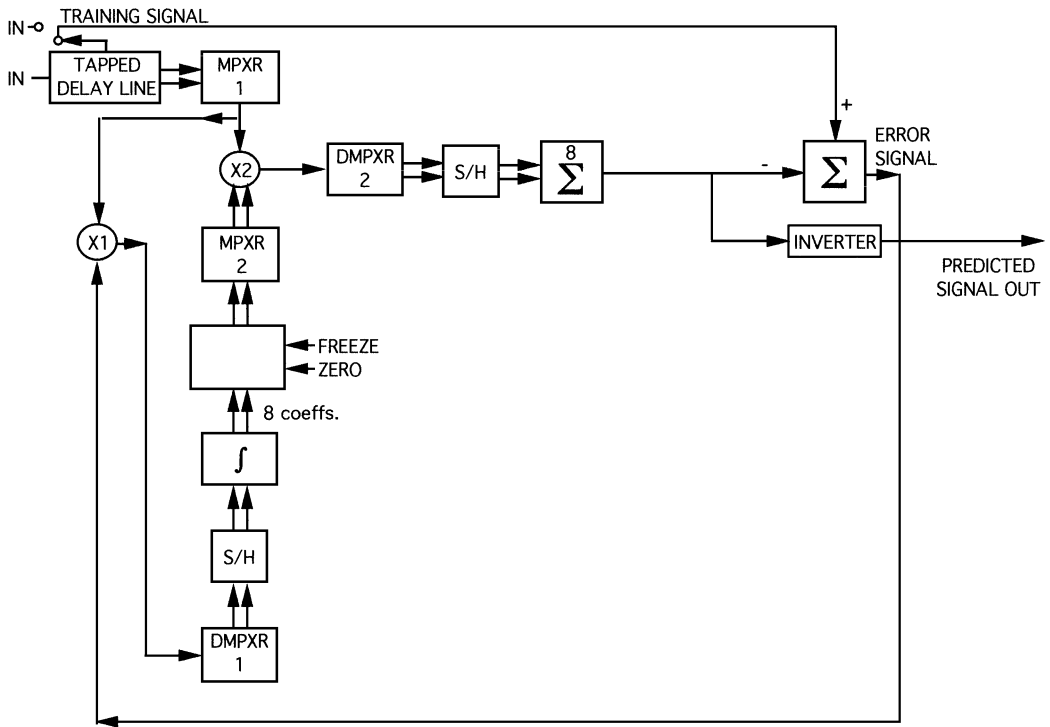 IN
TRAINING SIGNAL
IN
TAPPED
DELAY LINE
MPXR
1
+
X2
DMPXR
2
S/H
8
Σ
-
Σ
ERROR
SIGNAL
X1
MPXR
2
INVERTER
PREDICTED
SIGNAL OUT
FREEZE
ZERO
8 coeffs.
∫
S/H
DMPXR
1